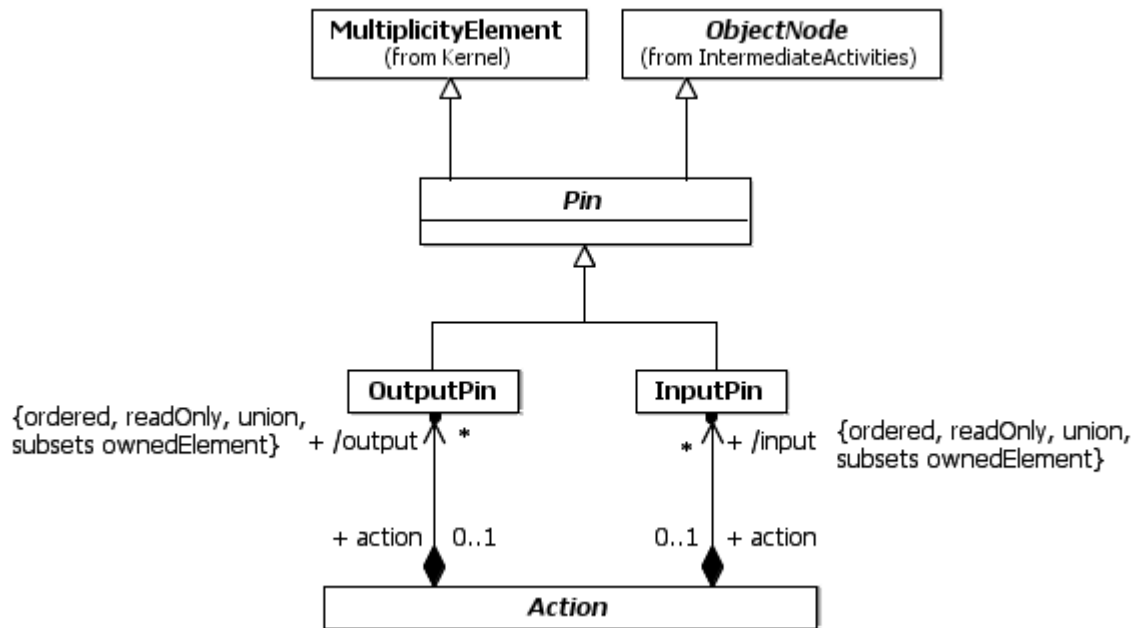 MultiplicityElement
(from Kernel)
ObjectNode
(from IntermediateActivities)
Pin
OutputPin
InputPin
{ordered, readOnly, union,
subsets ownedElement}
+ /output
*
*
+ /input
{ordered, readOnly, union,
subsets ownedElement}
+ action
0..1
0..1
+ action
Action